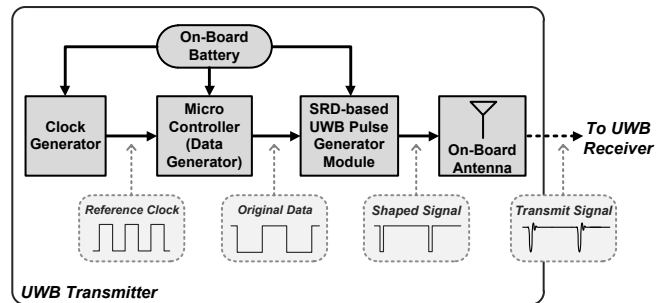 On-Board
Battery
Clock
Generator
Micro
Controller
(Data
Generator)
SRD-based
UWB Pulse
Generator
Module
On-Board
Antenna
To UWB
Receiver
Reference Clock
Original Data
Shaped Signal
Transmit Signal
UWB Transmitter